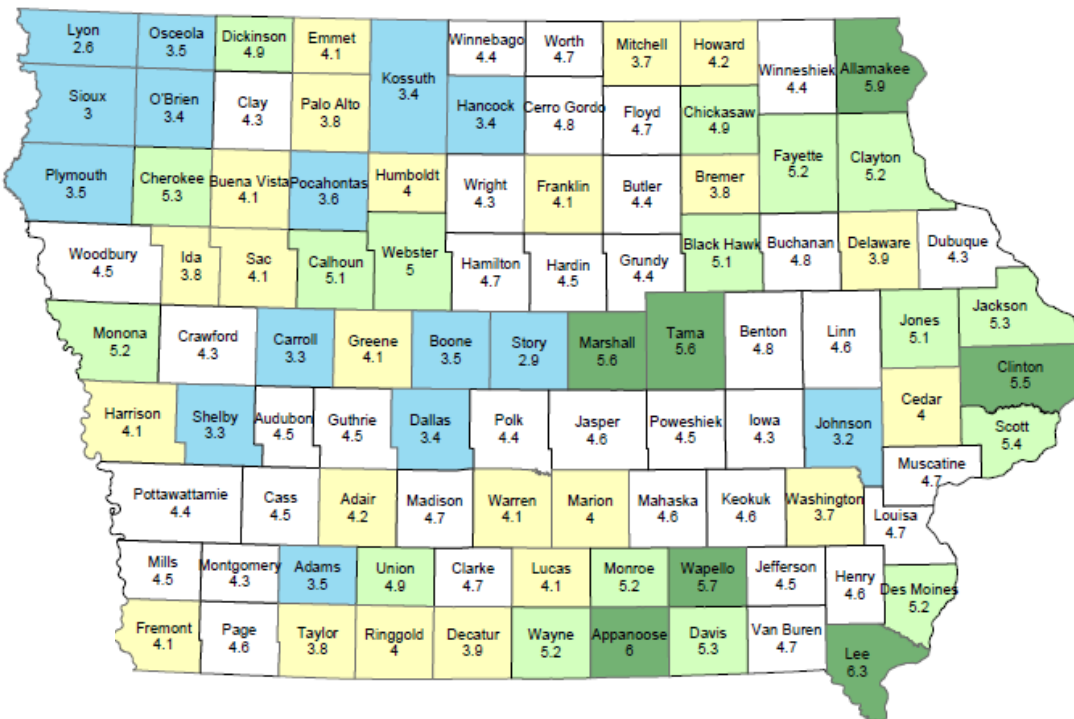 Lyon
2.6
Osceola
3.5
Dickinson
4.9
Emmet
4.1
Kossuth
3.4
Winnebago
4.4
Worth
4.7
Mitchell
3.7
Howard
4.2
Winneshiek
4.4
Allamakee
5.9
Sioux
3
O'Brien
3.4
Clay
4.3
Palo Alto
3.8
Hancock
3.4
Cerro Gordo
4.8
Floyd
4.7
Chickasaw
4.9
Plymouth
3.5
Cherokee
5.3
Buena Vista
4.1
Pocahontas
3.6
Humboldt
4
Wright
4.3
Franklin
4.1
Butler
4.4
Bremer
3.8
Fayette
5.2
Clayton
5.2
Woodbury
4.5
Ida
3.8
Sac
4.1
Calhoun
5.1
Webster
5
Hamilton
4.7
Hardin
4.5
Grundy
4.4
Black Hawk
5.1
Buchanan
4.8
Delaware
3.9
Dubuque
4.3
Monona
5.2
Crawford
4.3
Carroll
3.3
Greene
4.1
Boone
3.5
Story
2.9
Marshall
5.6
Tama
5.6
Benton
4.8
Linn
4.6
Jones
5.1
Jackson
5.3
Clinton
5.5
Harrison
4.1
Shelby
3.3
Audubon
4.5
Guthrie
4.5
Dallas
3.4
Polk
4.4
Jasper
4.6
Poweshiek
4.5
Iowa
4.3
Johnson
3.2
Cedar
4
Scott
5.4
Muscatine
4.7
Pottawattamie
4.4
Cass
4.5
Adair
4.2
Madison
4.7
Warren
4.1
Marion
4
Mahaska
4.6
Keokuk
4.6
Washington
3.7
Louisa
4.7
Mills
4.5
Montgomery
4.3
Adams
3.5
Union
4.9
Clarke
4.7
Lucas
4.1
Monroe
5.2
Wapello
5.7
Jefferson
4.5
Henry
4.6
Des Moines
5.2
Fremont
4.1
Page
4.6
Taylor
3.8
Ringgold
4
Decatur
3.9
Wayne
5.2
Appanoose
6
Davis
5.3
Van Buren
4.7
Lee
6.3